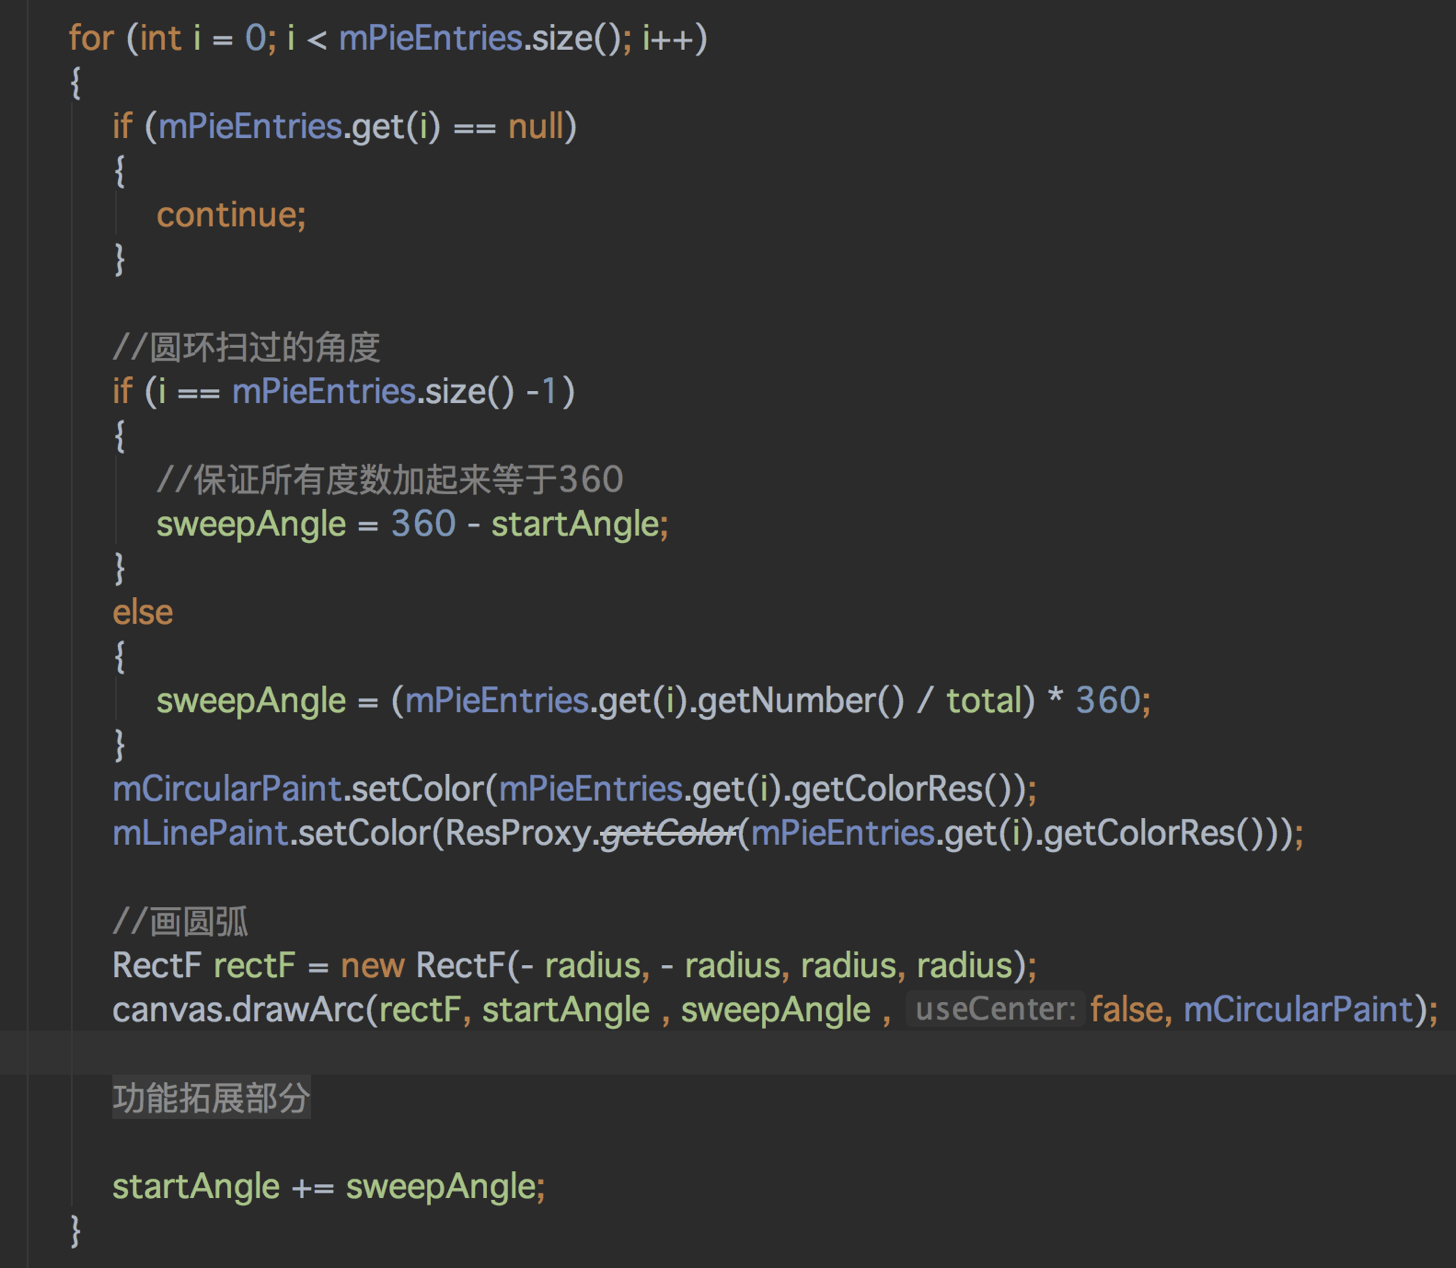 for (int i = 0; i < mPieEntries.size(); i++)
{
if (mPieEntries.get(i) == null)
{
continue;
}
//圆环扫过的角度
if (i == mPieEntries.size() -1)
{
//保证所有度数加起来等于360
sweepAngle = 360 - startAngle;
}
else
{
sweepAngle = (mPieEntries.get(i).getNumber() / total) * 360;
}
mCircularPaint.setColor(mPieEntries.get(i).getColorRes());
mLinePaint.setColor(ResProxy.getColor(mPieEntries.get(i).getColorRes()));
//画圆弧
RectF rectF = new RectF(- radius, - radius, radius, radius);
canvas.drawArc(rectF, startAngle , sweepAngle , useCenter: false, mCircularPaint);
功能拓展部分
startAngle += sweepAngle;
}